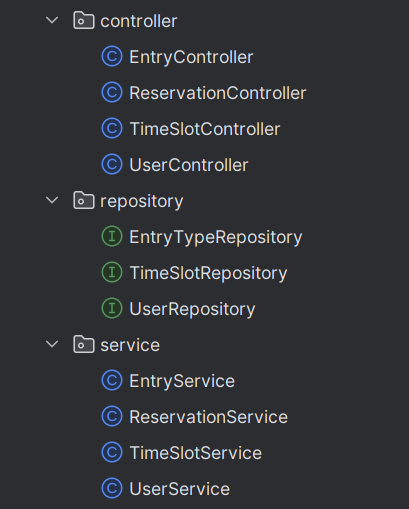 controller
EntryController
ReservationController
TimeSlotController
UserController
repository
EntryTypeRepository
TimeSlotRepository
UserRepository
service
EntryService
ReservationService
TimeSlotService
UserService